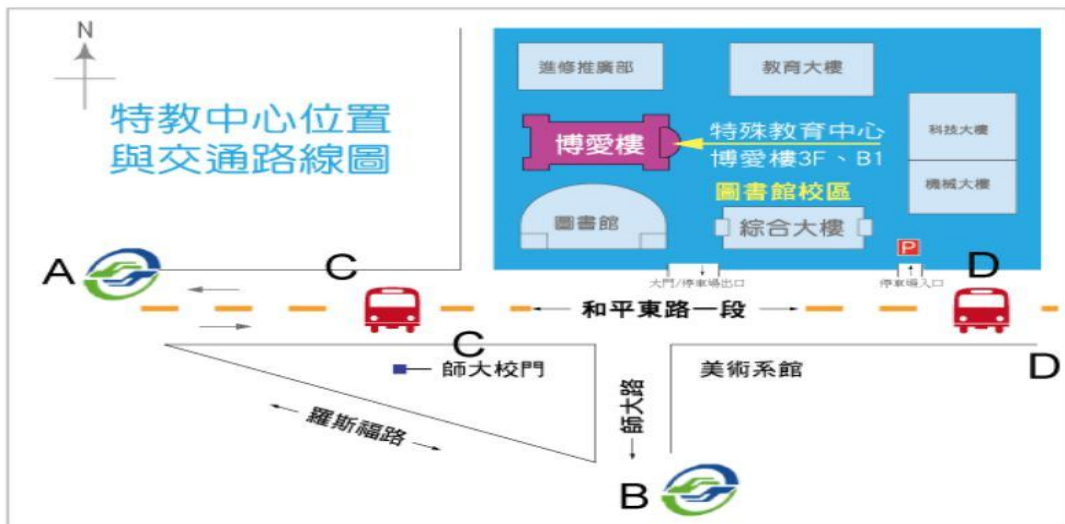 N
特教中心位置
與交通路線圖
進修推廣部
教育大樓
博愛樓
特殊教育中心
博愛樓3F、B1
科技大樓
機械大樓
圖書館校區
圖書館
綜合大樓
P
A
C
D
大門/停車場出口
停車場入口
和平東路一段
C
D
師大校門
美術系館
師大路
羅斯福路
B